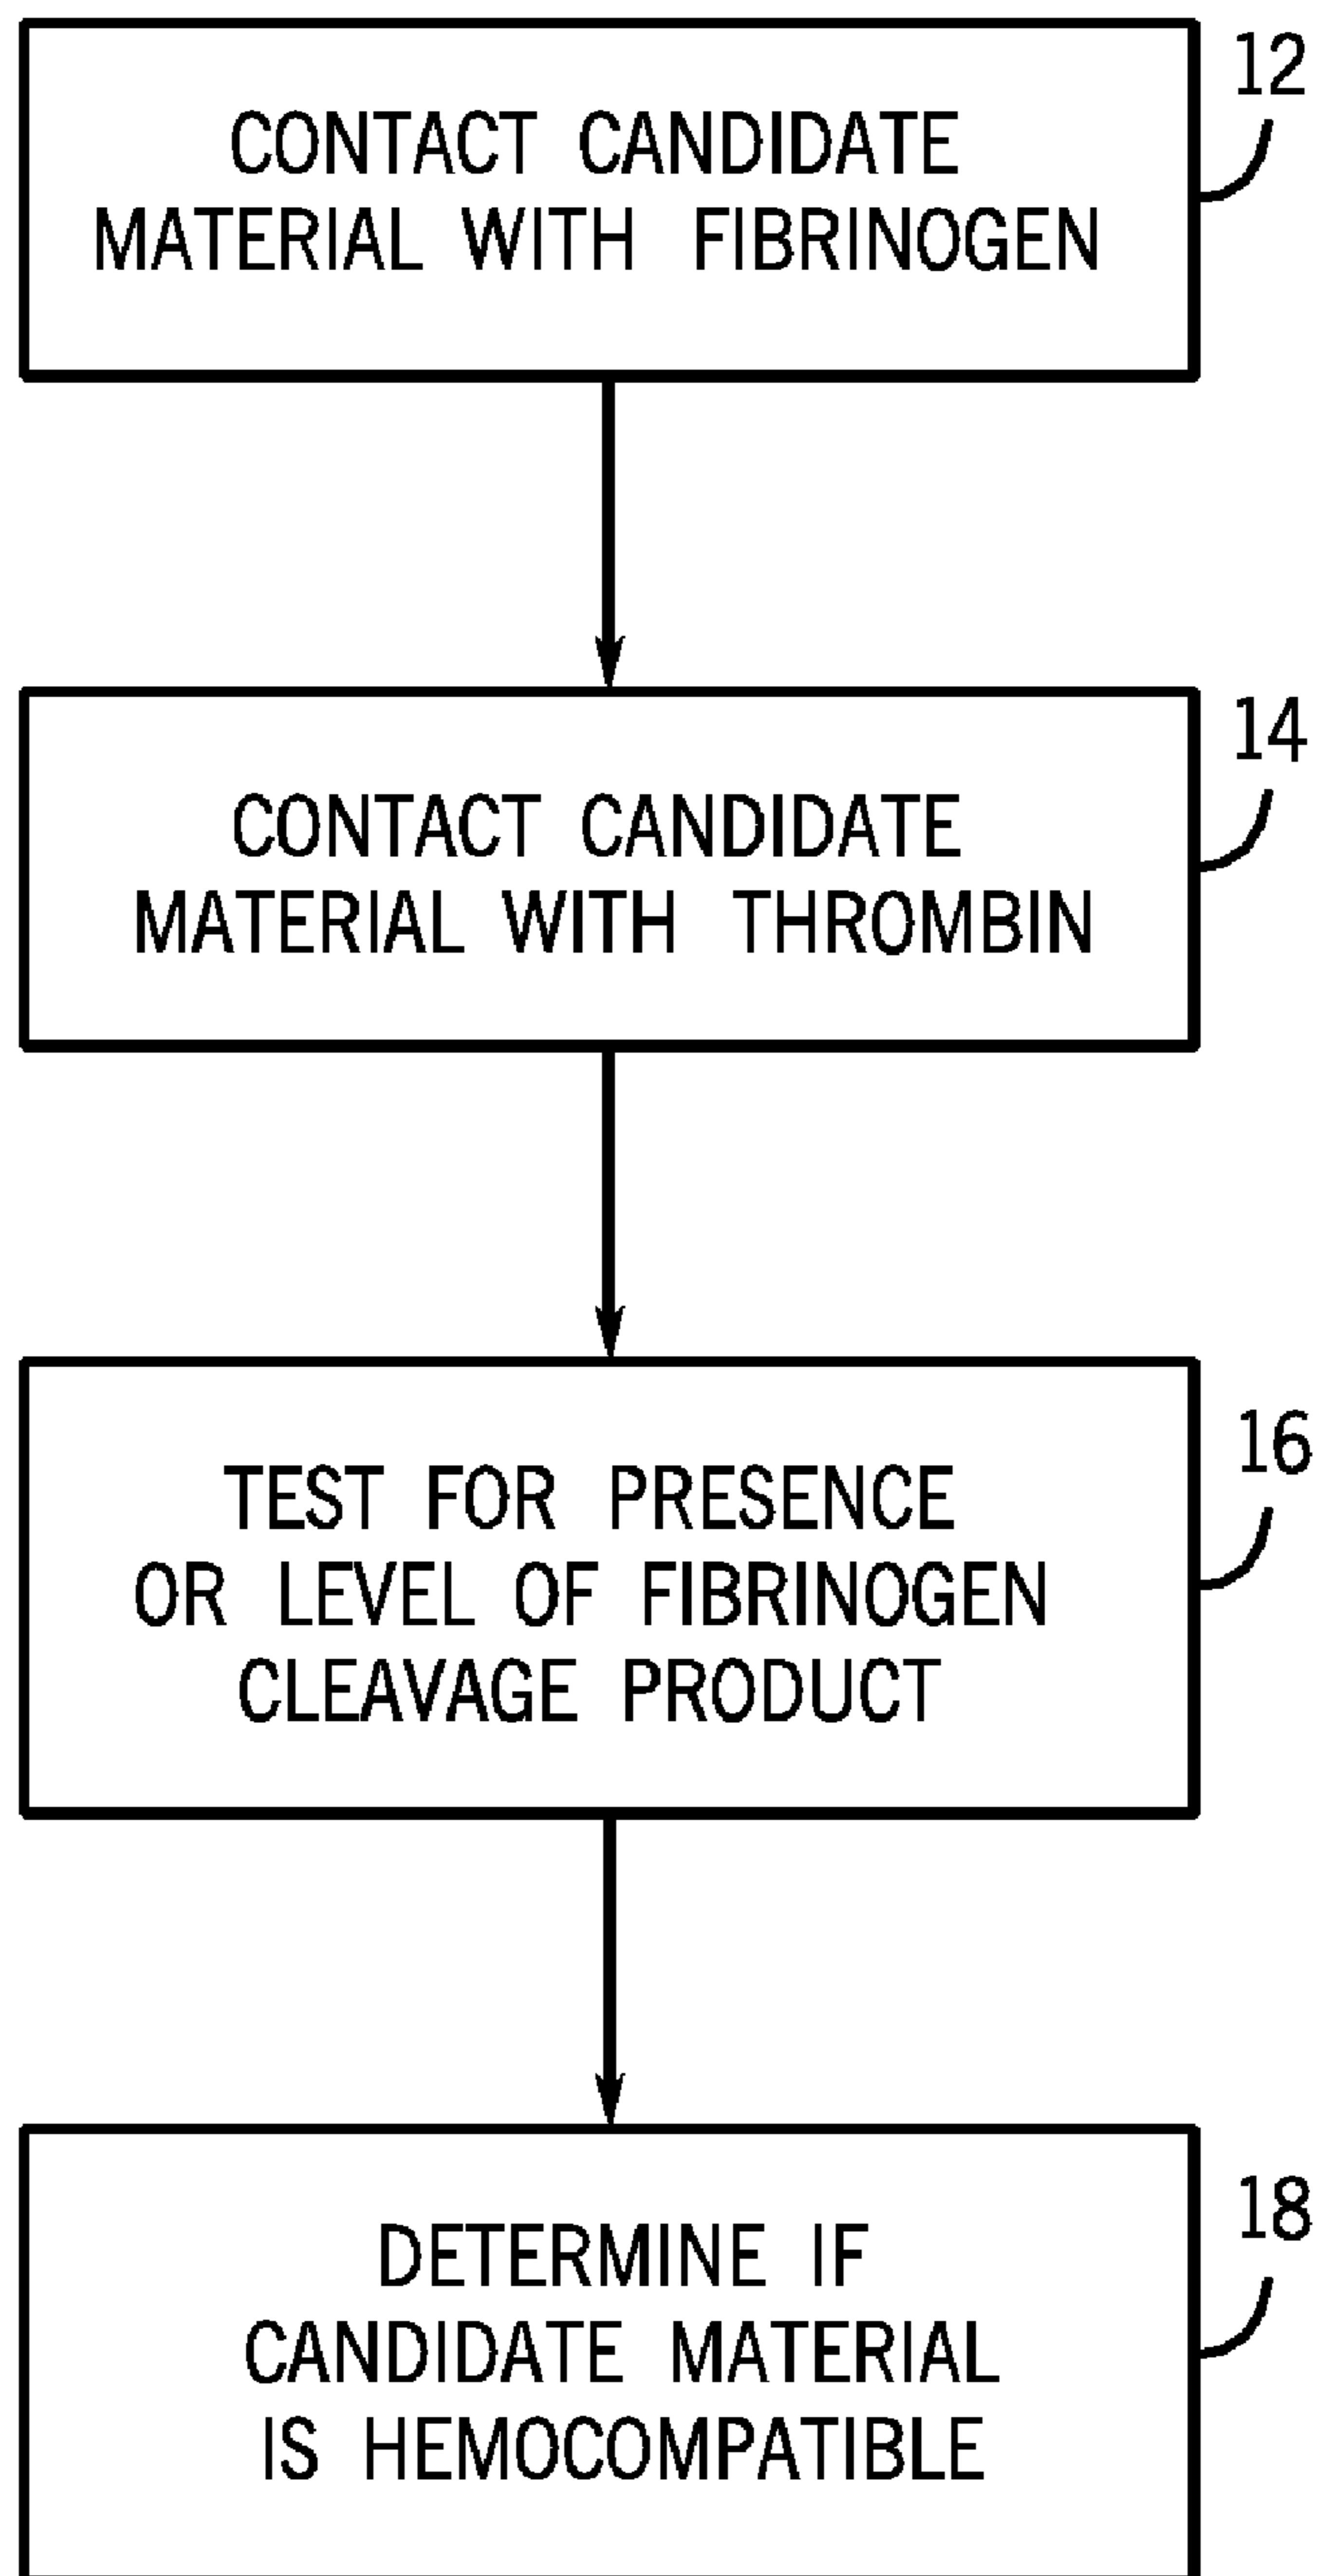 12
CONTACT CANDIDATE
MATERIAL WITH FIBRINOGEN
14
CONTACT CANDIDATE
MATERIAL WITH THROMBIN
16
TEST FOR PRESENCE
OR LEVEL OF FIBRINOGEN
CLEAVAGE PRODUCT
18
DETERMINE IF
CANDIDATE MATERIAL
IS HEMOCOMPATIBLE